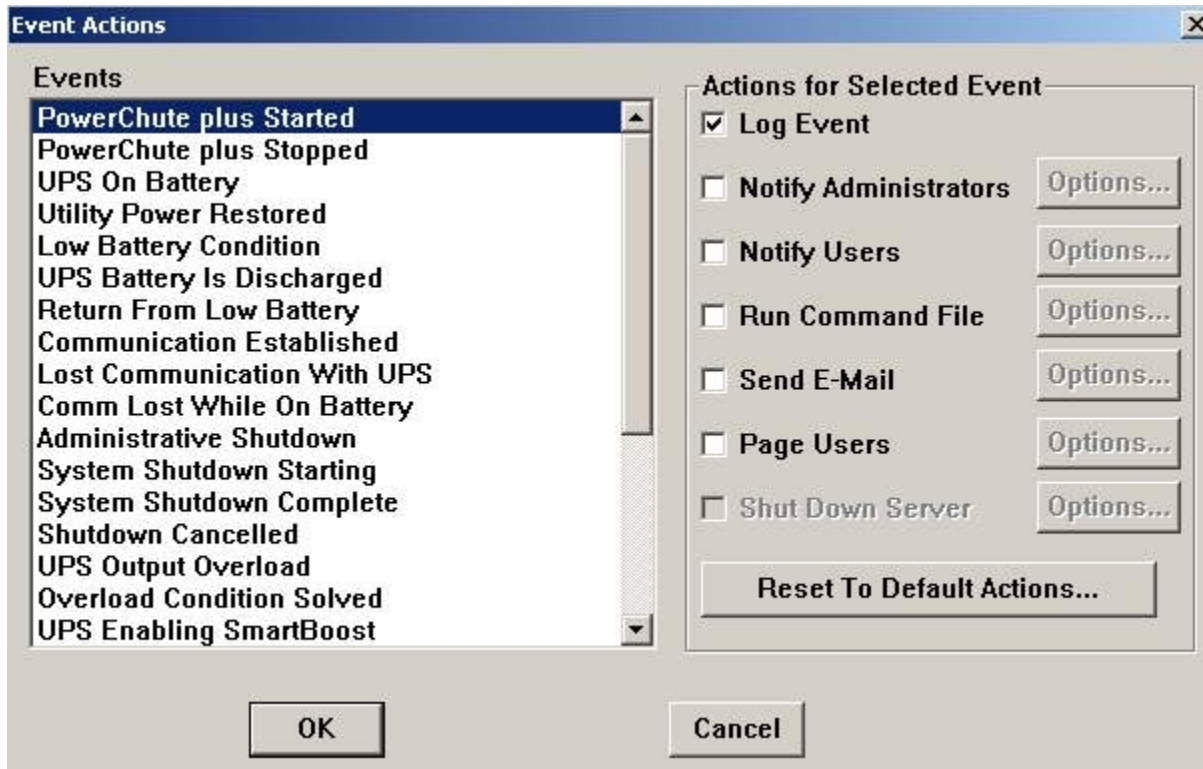 Event Actions
Events
PowerChute plus Started
PowerChute plus Stopped
UPS On Battery
Utility Power Restored
Low Battery Condition
UPS Battery Is Discharged
Return From Low Battery
Communication Established
Lost Communication With UPS
Comm Lost While On Battery
Administrative Shutdown
System Shutdown Starting
System Shutdown Complete
Shutdown Cancelled
UPS Output Overload
Overload Condition Solved
UPS Enabling SmartBoost
Actions for Selected Event
Log Event
Notify Administrators Options...
Notify Users Options...
Run Command File Options...
Send E-Mail Options...
Page Users Options...
Shut Down Server Options...
Reset To Default Actions...
OK Cancel